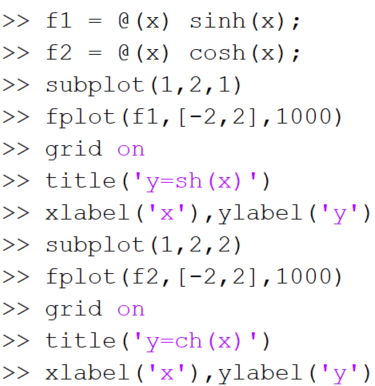 >> f1 = @(x) sinh(x);
>> f2 = @(x) cosh(x);
>> subplot(1,2,1)
>> fplot(f1,[-2,2],1000)
>> grid on
>> title('y=sh(x)')
>> xlabel('x'),ylabel('y')
>> subplot(1,2,2)
>> fplot(f2,[-2,2],1000)
>> grid on
>> title('y=ch(x)')
>> xlabel('x'),ylabel('y')